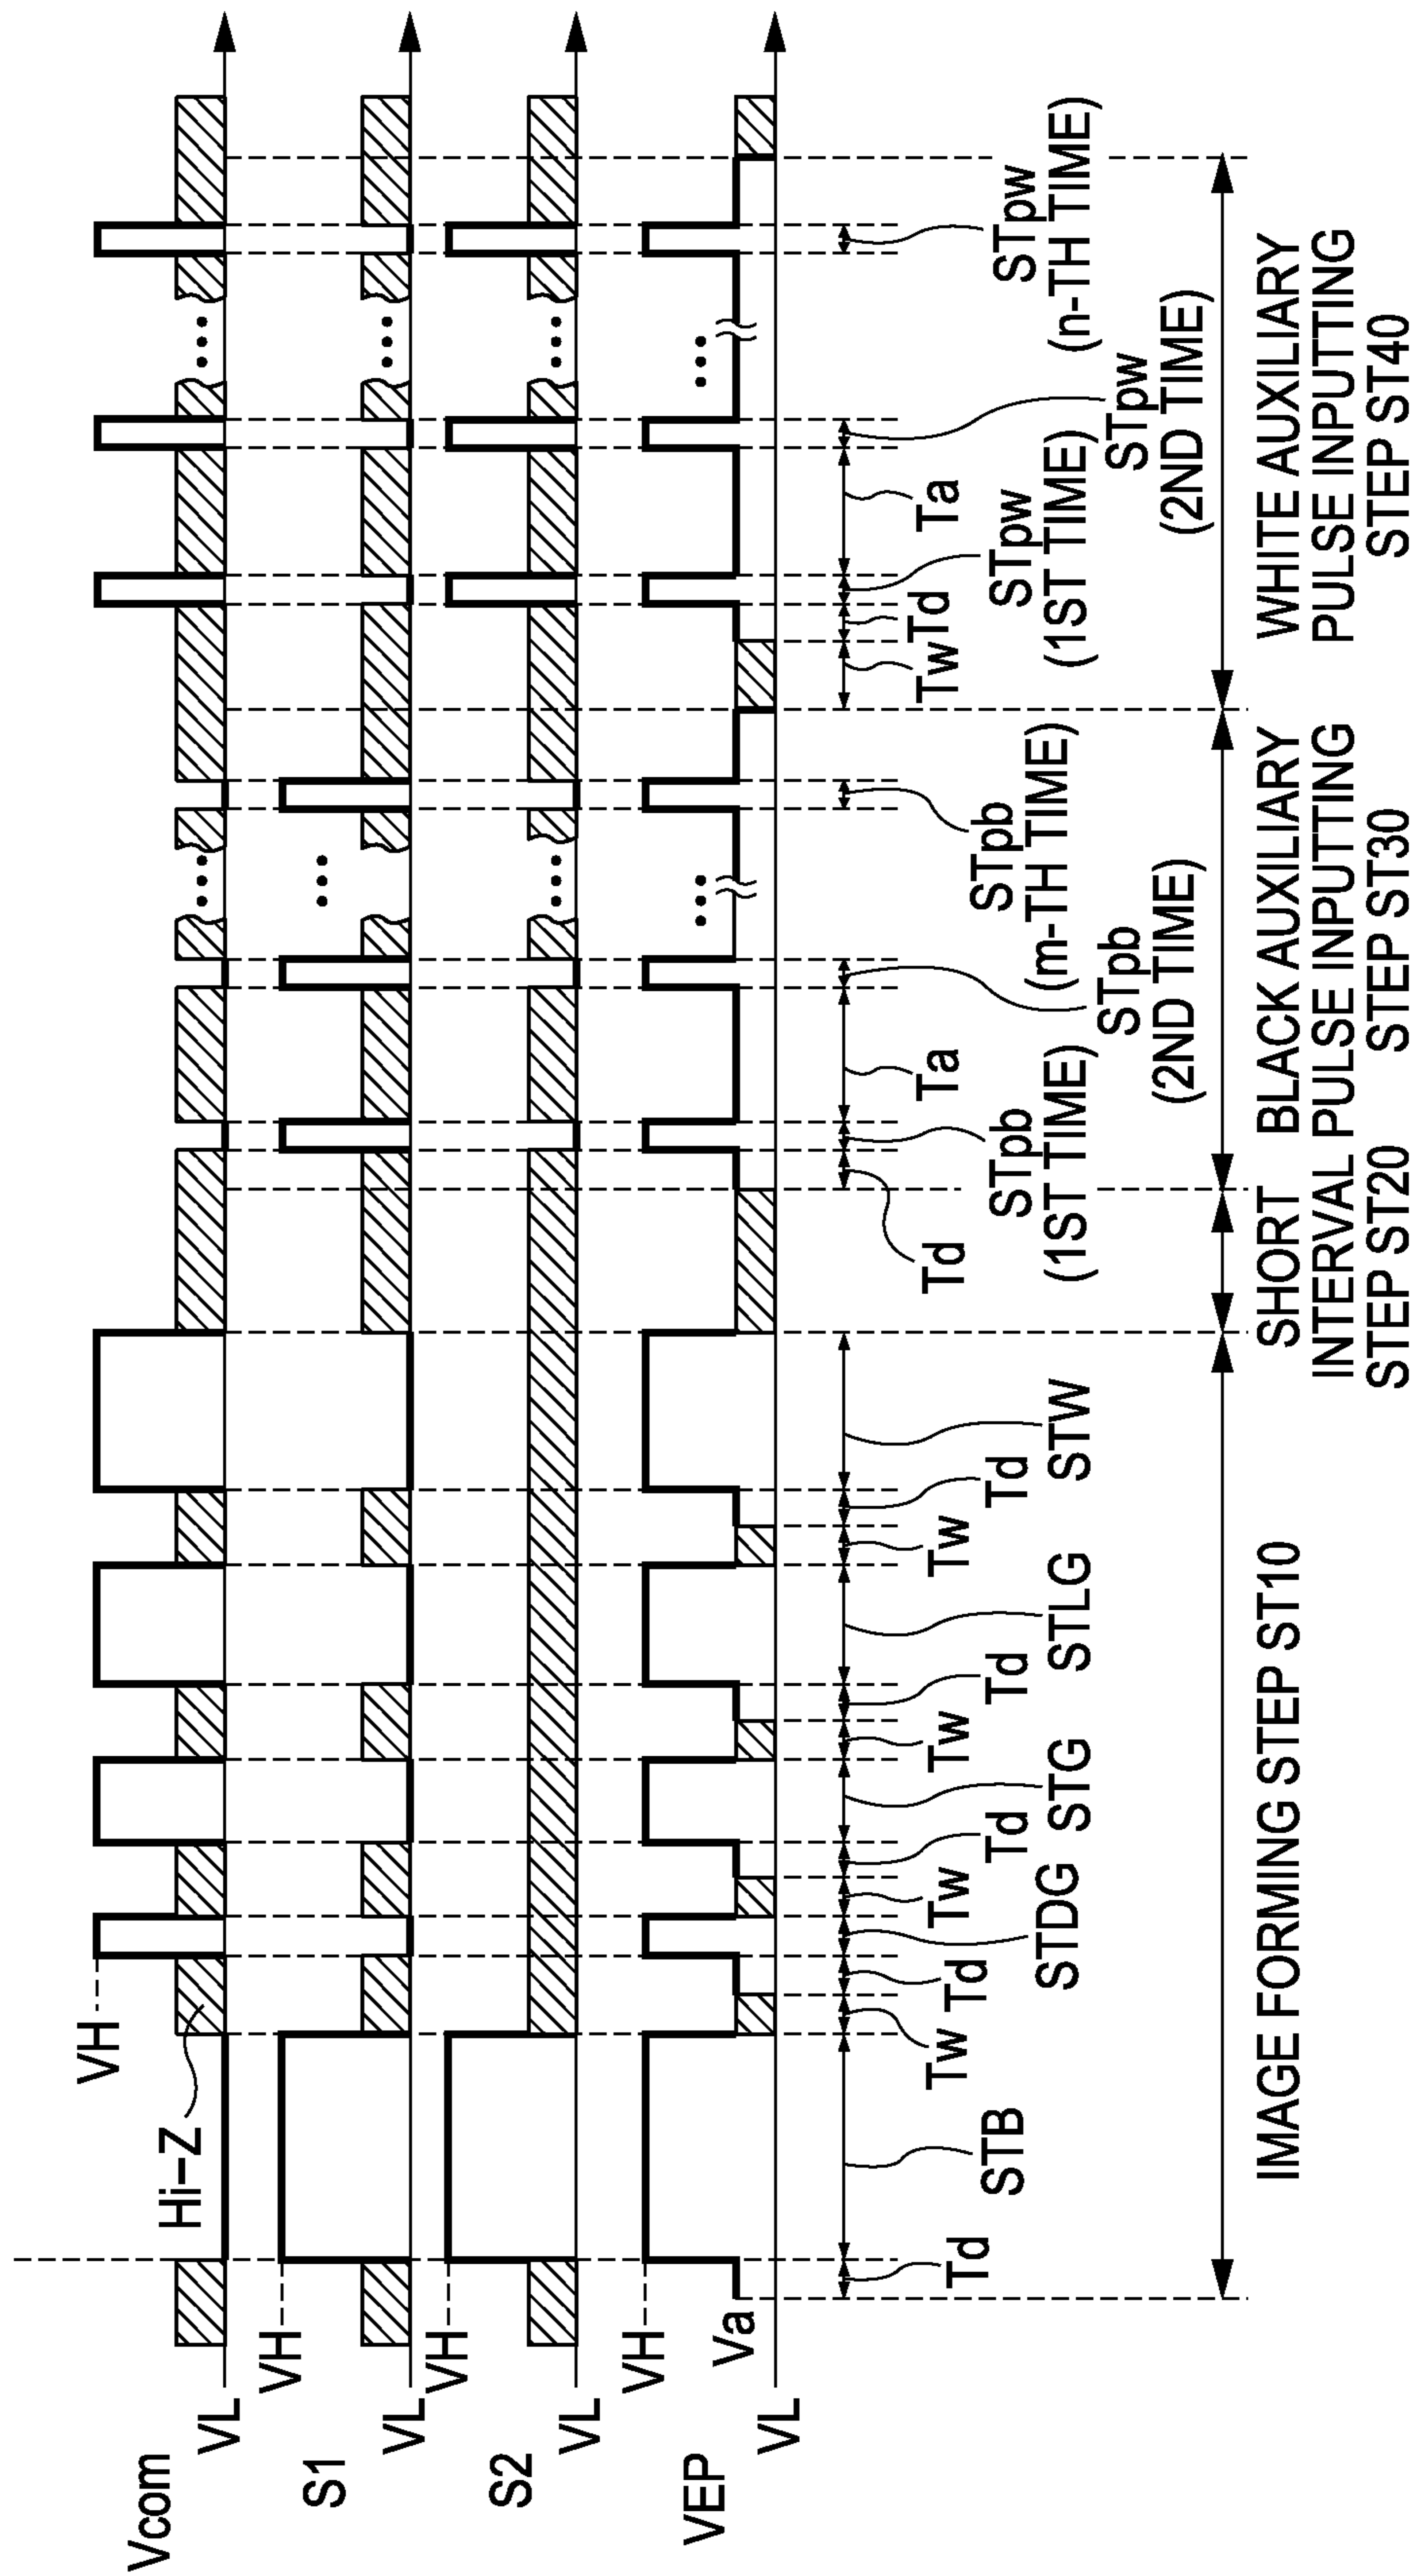 Vcom
VH
Hi-Z
VL
S1
VH
VL
S2
VH
VL
VEP
VH
Va
VL
Td
STB
Tw
Td
STDG
Tw
Td
STG
Tw
Td
STLG
Tw
Td
STW
Td
STpb
(1ST TIME)
Ta
STpb
(2ND TIME)
STpb
(m-TH TIME)
Tw
Td
STpw
(1ST TIME)
Ta
STpw
(2ND TIME)
STpw
(n-TH TIME)
IMAGE FORMING STEP ST10
SHORT
INTERVAL
STEP ST20
BLACK AUXILIARY
PULSE INPUTTING
STEP ST30
WHITE AUXILIARY
PULSE INPUTTING
STEP ST40